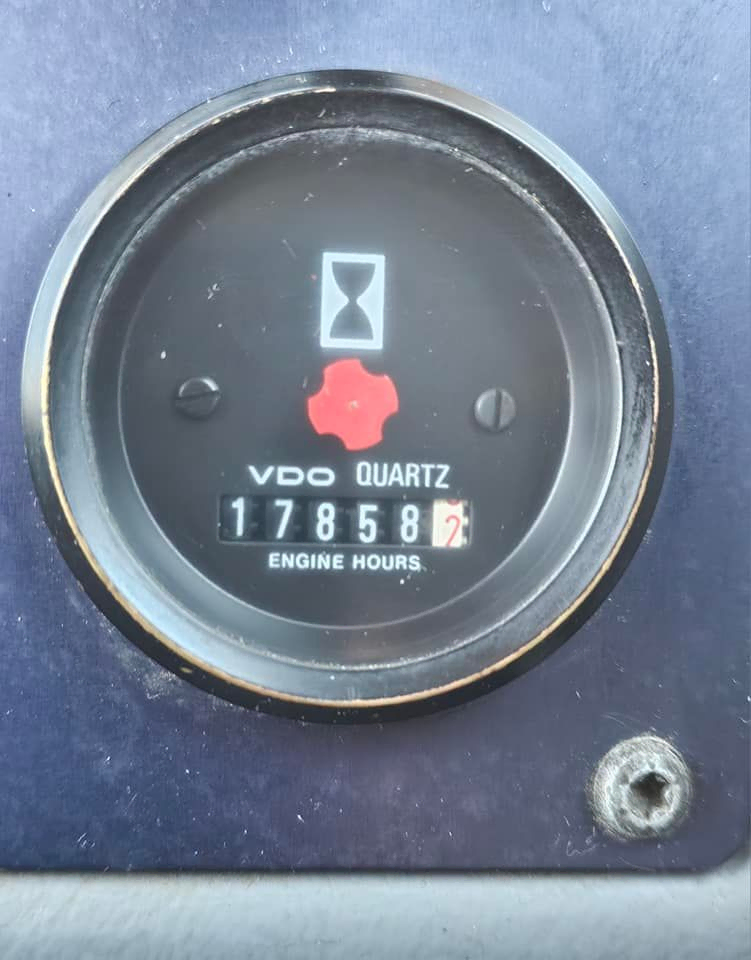 VDO QUARTZ
178582
ENGINE HOURS